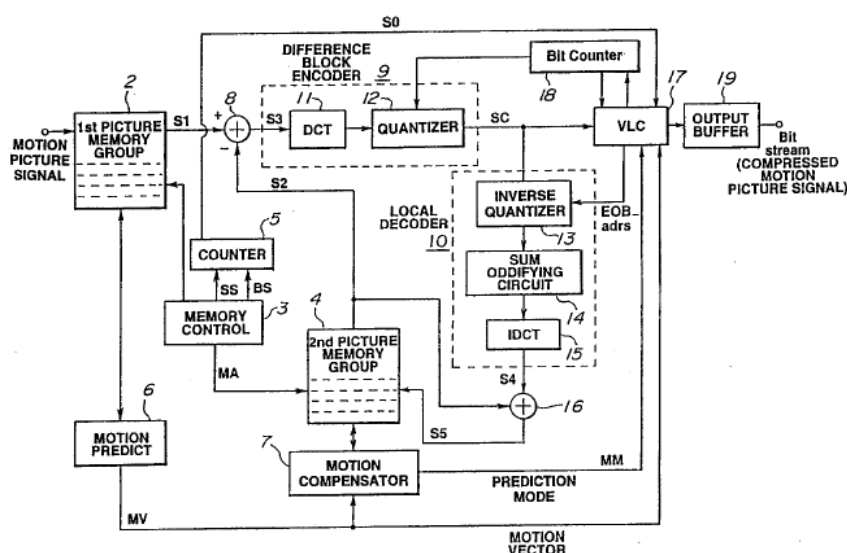 S0
DIFFERENCE
BLOCK
ENCODER
9
Bit Counter
18
17
2
1st PICTURE
MEMORY
GROUP
MOTION
PICTURE
SIGNAL
S1
+
8
−
S3
11
DCT
12
QUANTIZER
SC
VLC
19
OUTPUT
BUFFER
Bit
stream
(COMPRESSED
MOTION
PICTURE SIGNAL)
S2
LOCAL
DECODER
10
INVERSE
QUANTIZER
13
EOB_
adrs
5
COUNTER
SS
BS
3
MEMORY
CONTROL
MA
4
2nd PICTURE
MEMORY
GROUP
SUM
ODDIFYING
CIRCUIT
14
IDCT
15
S4
16
S5
6
MOTION
PREDICT
7
MOTION
COMPENSATOR
MM
PREDICTION
MODE
MV
MOTION
VECTOR